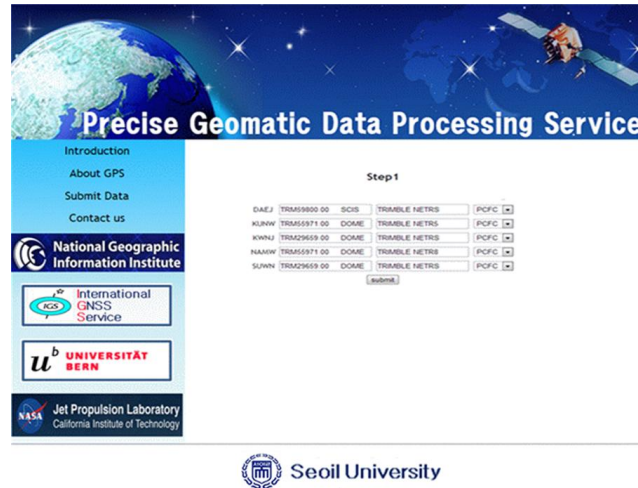 Precise Geomatic Data Processing Service
Introduction
About GPS
Submit Data
Contact us
National Geographic
Information Institute
IGS
International
GNSS
Service
u^b UNIVERSITÄT
BERN
NASA
Jet Propulsion Laboratory
California Institute of Technology
Step1
DAEJ TRM59800.00 SCIS TRIMBLE NETRS PCFC
KUNW TRM55971.00 DOME TRIMBLE NETR5 PCFC
KWNJ TRM29659.00 DOME TRIMBLE NETRS PCFC
NAMW TRM55971.00 DOME TRIMBLE NETR8 PCFC
SUWN TRM29659.00 DOME TRIMBLE NETRS PCFC
submit
Seoil University